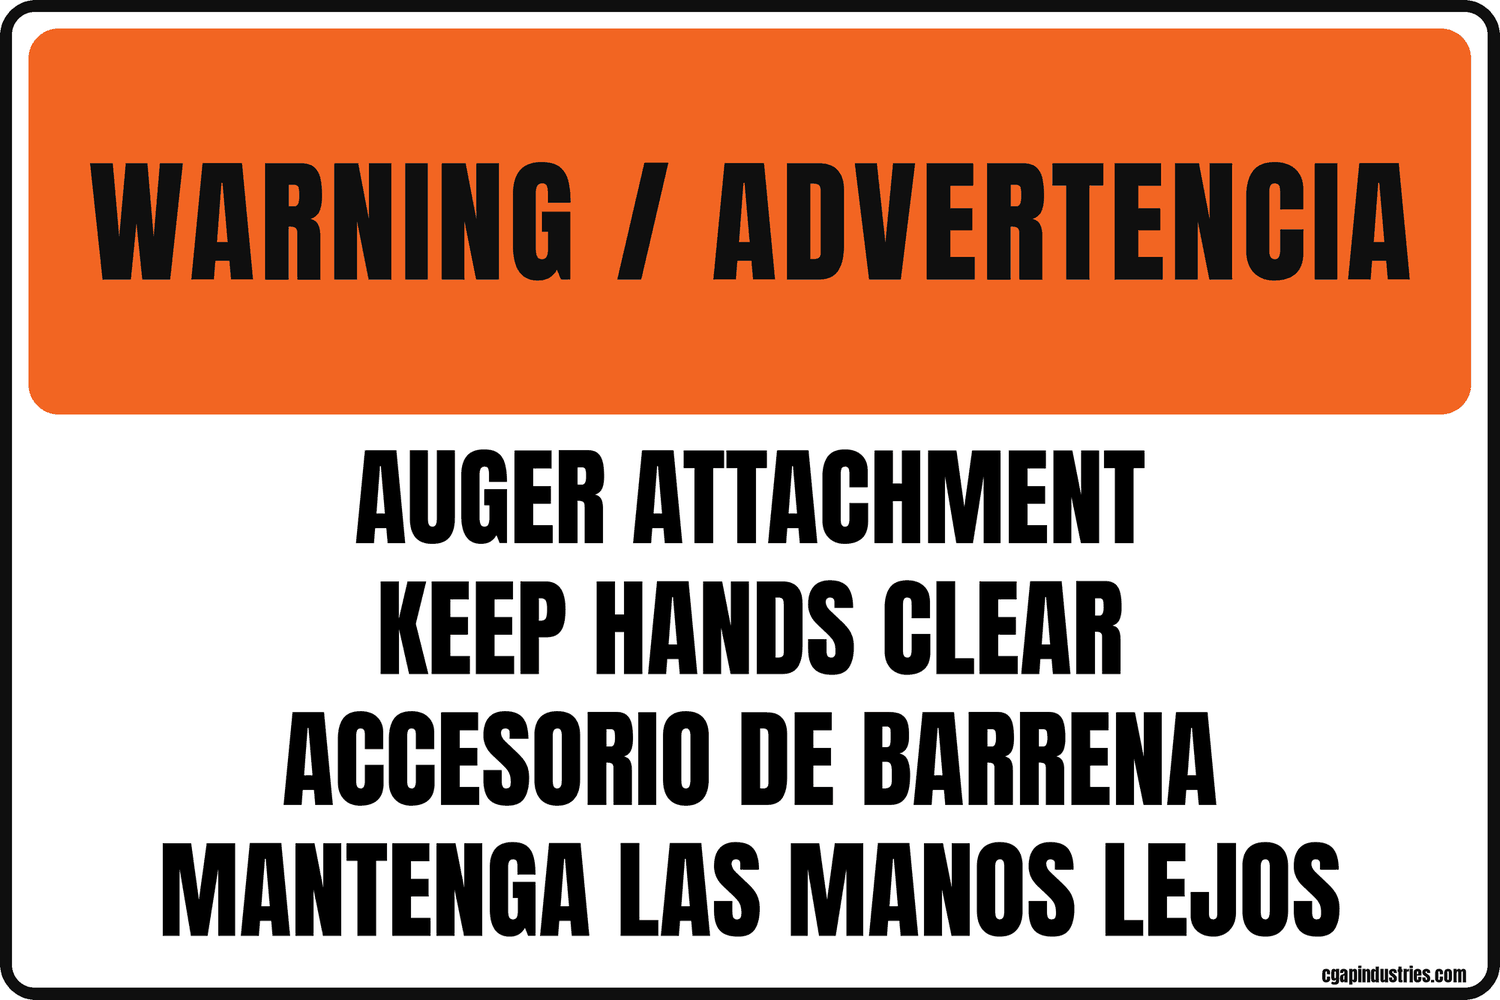 WARNING / ADVERTENCIA
AUGER ATTACHMENT
KEEP HANDS CLEAR
ACCESORIO DE BARRENA
MANTENGA LAS MANOS LEJOS
cgapindustries.com